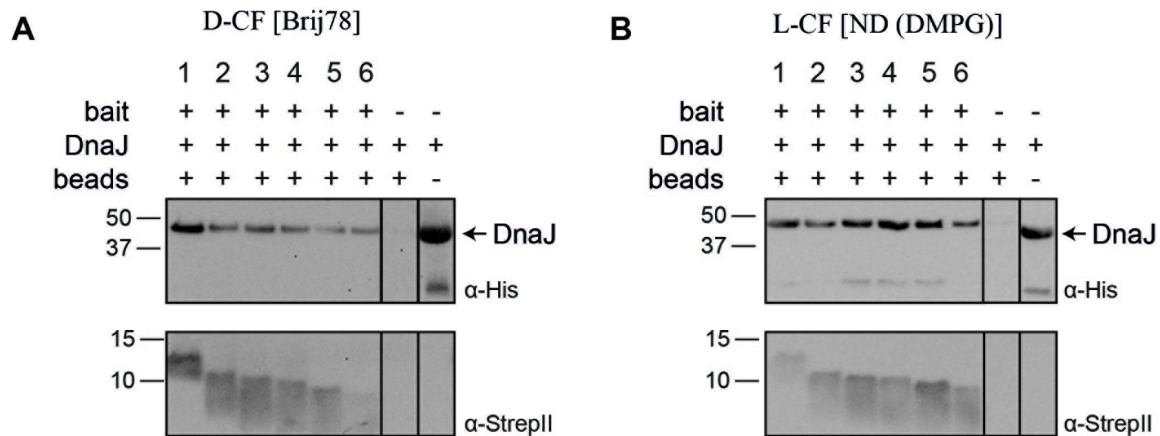 A
D-CF [Brij78]
1 2 3 4 5 6
bait + + + + + + - -
DnaJ + + + + + + + +
beads + + + + + + + -
50
37
← DnaJ
α-His
15
10
α-StrepII
B
L-CF [ND (DMPG)]
1 2 3 4 5 6
bait + + + + + + - -
DnaJ + + + + + + + +
beads + + + + + + + -
50
37
← DnaJ
α-His
15
10
α-StrepII